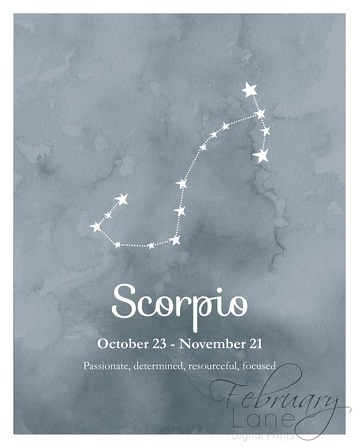 Scorpio
October 23 - November 21
Passionate, determined, resourceful, focused
February
Lane
Digital Prints